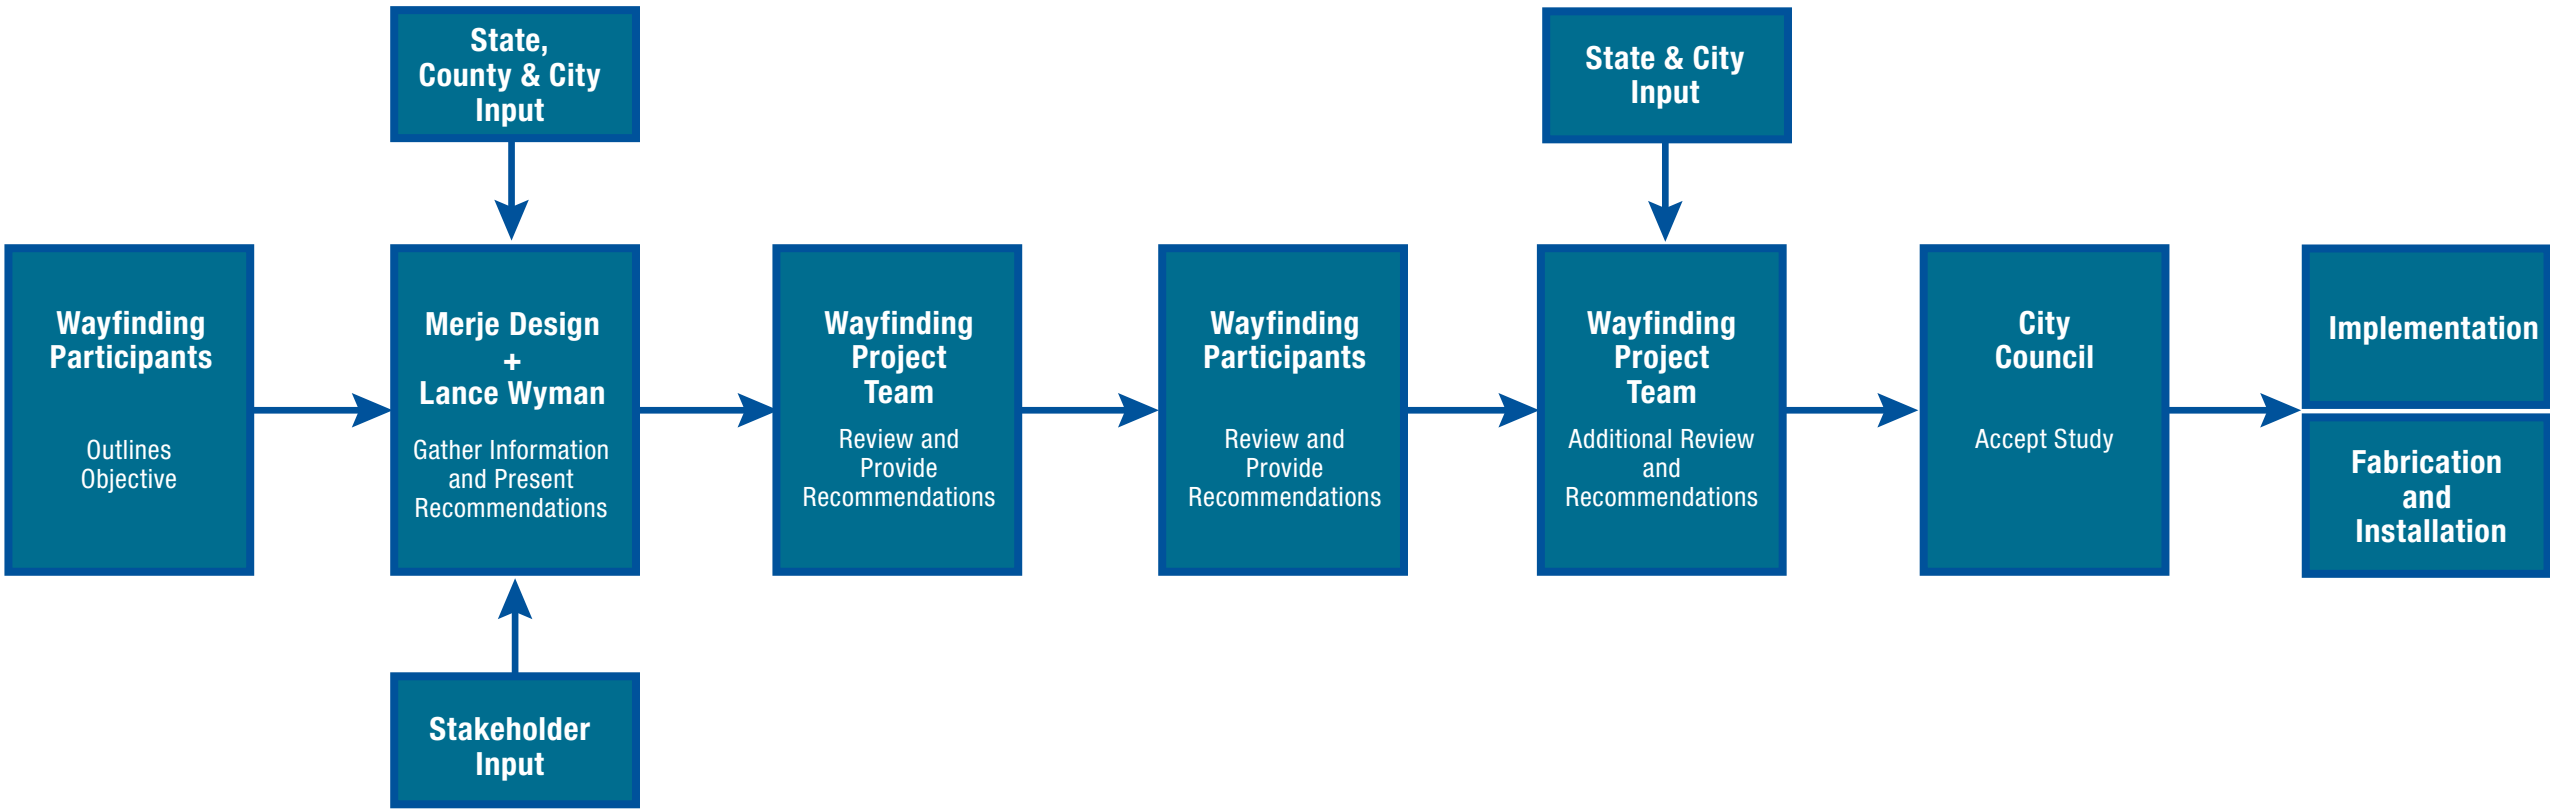 State,
County & City
Input
State & City
Input
Wayfinding
Participants
Outlines
Objective
Merje Design
+
Lance Wyman
Gather Information
and Present
Recommendations
Wayfinding
Project
Team
Review and
Provide
Recommendations
Wayfinding
Participants
Review and
Provide
Recommendations
Wayfinding
Project
Team
Additional Review
and
Recommendations
City
Council
Accept Study
Implementation
Fabrication
and
Installation
Stakeholder
Input